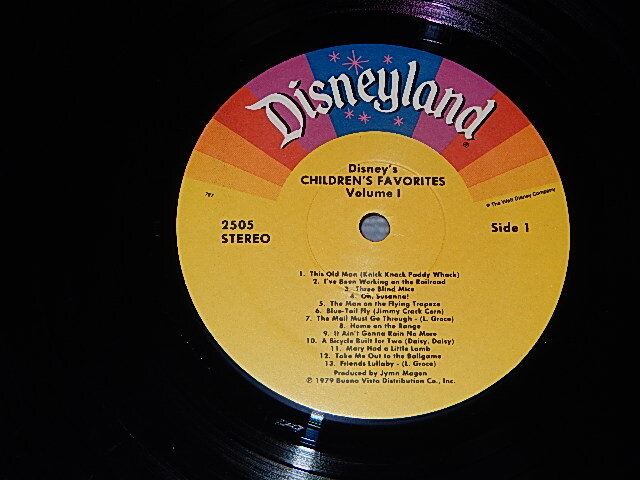 Disneyland
®
Disney's
CHILDREN'S FAVORITES
Volume I
787
© The Walt Disney Company
2505
STEREO
Side 1
1. This Old Man (Knick Knack Paddy Whack)
2. I've Been Working on the Railroad
3. Three Blind Mice
4. Oh, Susanna!
5. The Man on the Flying Trapeze
6. Blue-Tail Fly (Jimmy Crack Corn)
7. The Mail Must Go Through - (L. Groce)
8. Home on the Range
9. It Ain't Gonna Rain No More
10. A Bicycle Built for Two (Daisy, Daisy)
11. Mary Had a Little Lamb
12. Take Me Out to the Ballgame
13. Friends Lullaby - (L. Groce)
Produced by Jymn Magon
℗ 1979 Buena Vista Distribution Co., Inc.